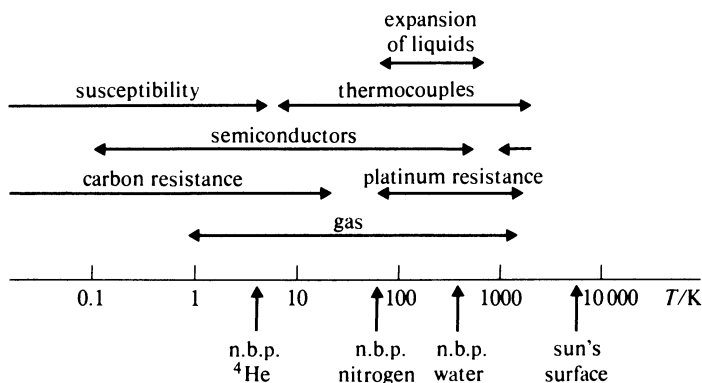 expansion
of liquids
susceptibility thermocouples
semiconductors
carbon resistance platinum resistance
gas
0.1 1 10 100 1000 10 000 T/K
n.b.p. n.b.p. n.b.p. sun's
⁴He nitrogen water surface